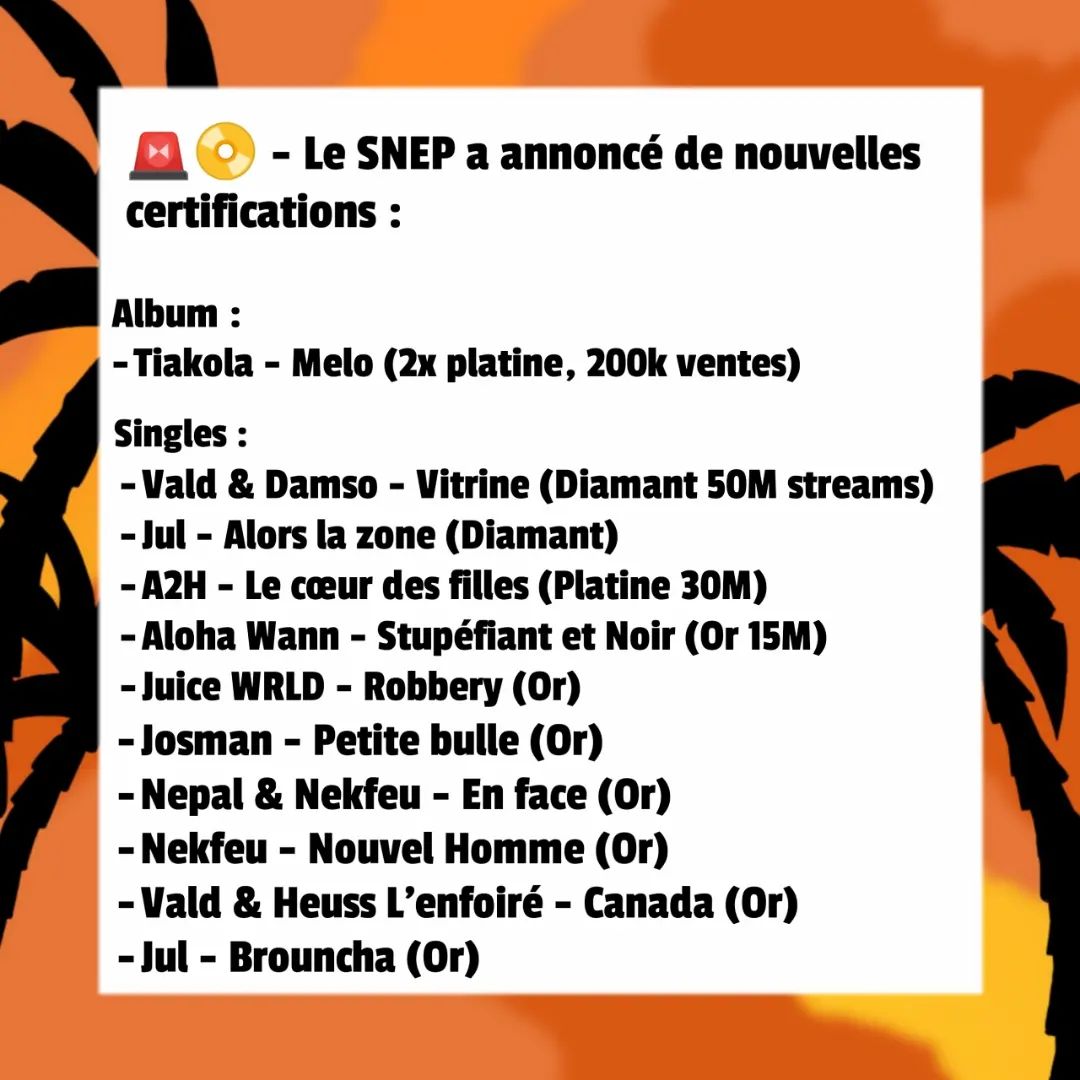 🚨📀 - Le SNEP a annoncé de nouvelles
certifications :
Album :
- Tiakola - Melo (2x platine, 200k ventes)
Singles :
- Vald & Damso - Vitrine (Diamant 50M streams)
- Jul - Alors la zone (Diamant)
- A2H - Le cœur des filles (Platine 30M)
- Aloha Wann - Stupéfiant et Noir (Or 15M)
- Juice WRLD - Robbery (Or)
- Josman - Petite bulle (Or)
- Nepal & Nekfeu - En face (Or)
- Nekfeu - Nouvel Homme (Or)
- Vald & Heuss L'enfoiré - Canada (Or)
- Jul - Brouncha (Or)